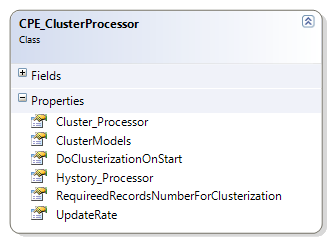 CPE_ClusterProcessor
Class
Fields
Properties
Cluster_Processor
ClusterModels
DoClusterizationOnStart
Hystory_Processor
RequireedRecordsNumberForClusterization
UpdateRate